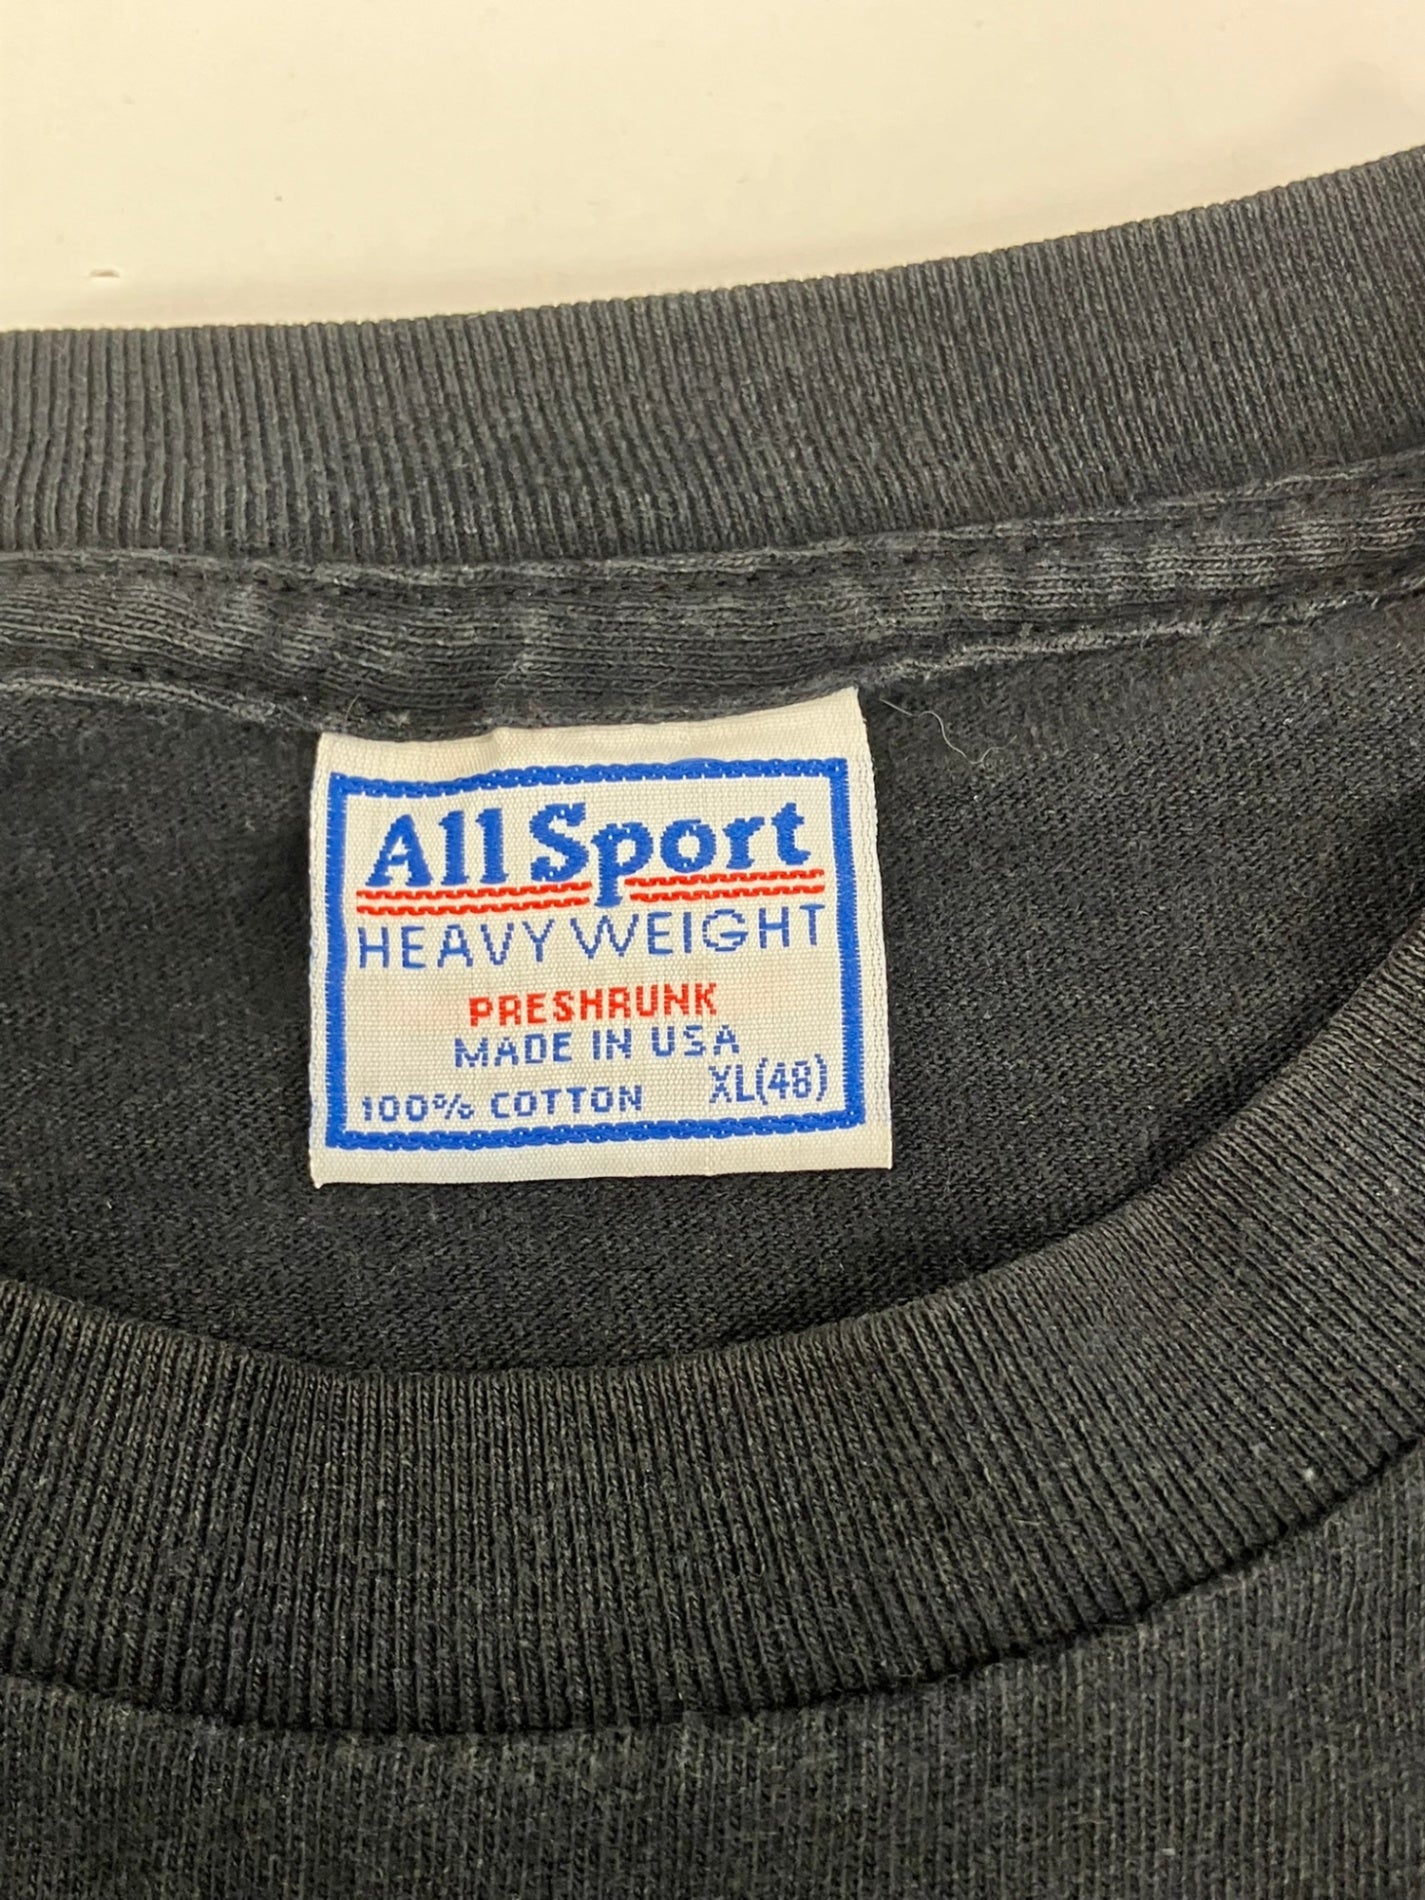 All Sport
HEAVY WEIGHT
PRESHRUNK
MADE IN USA
100% COTTON XL(48)